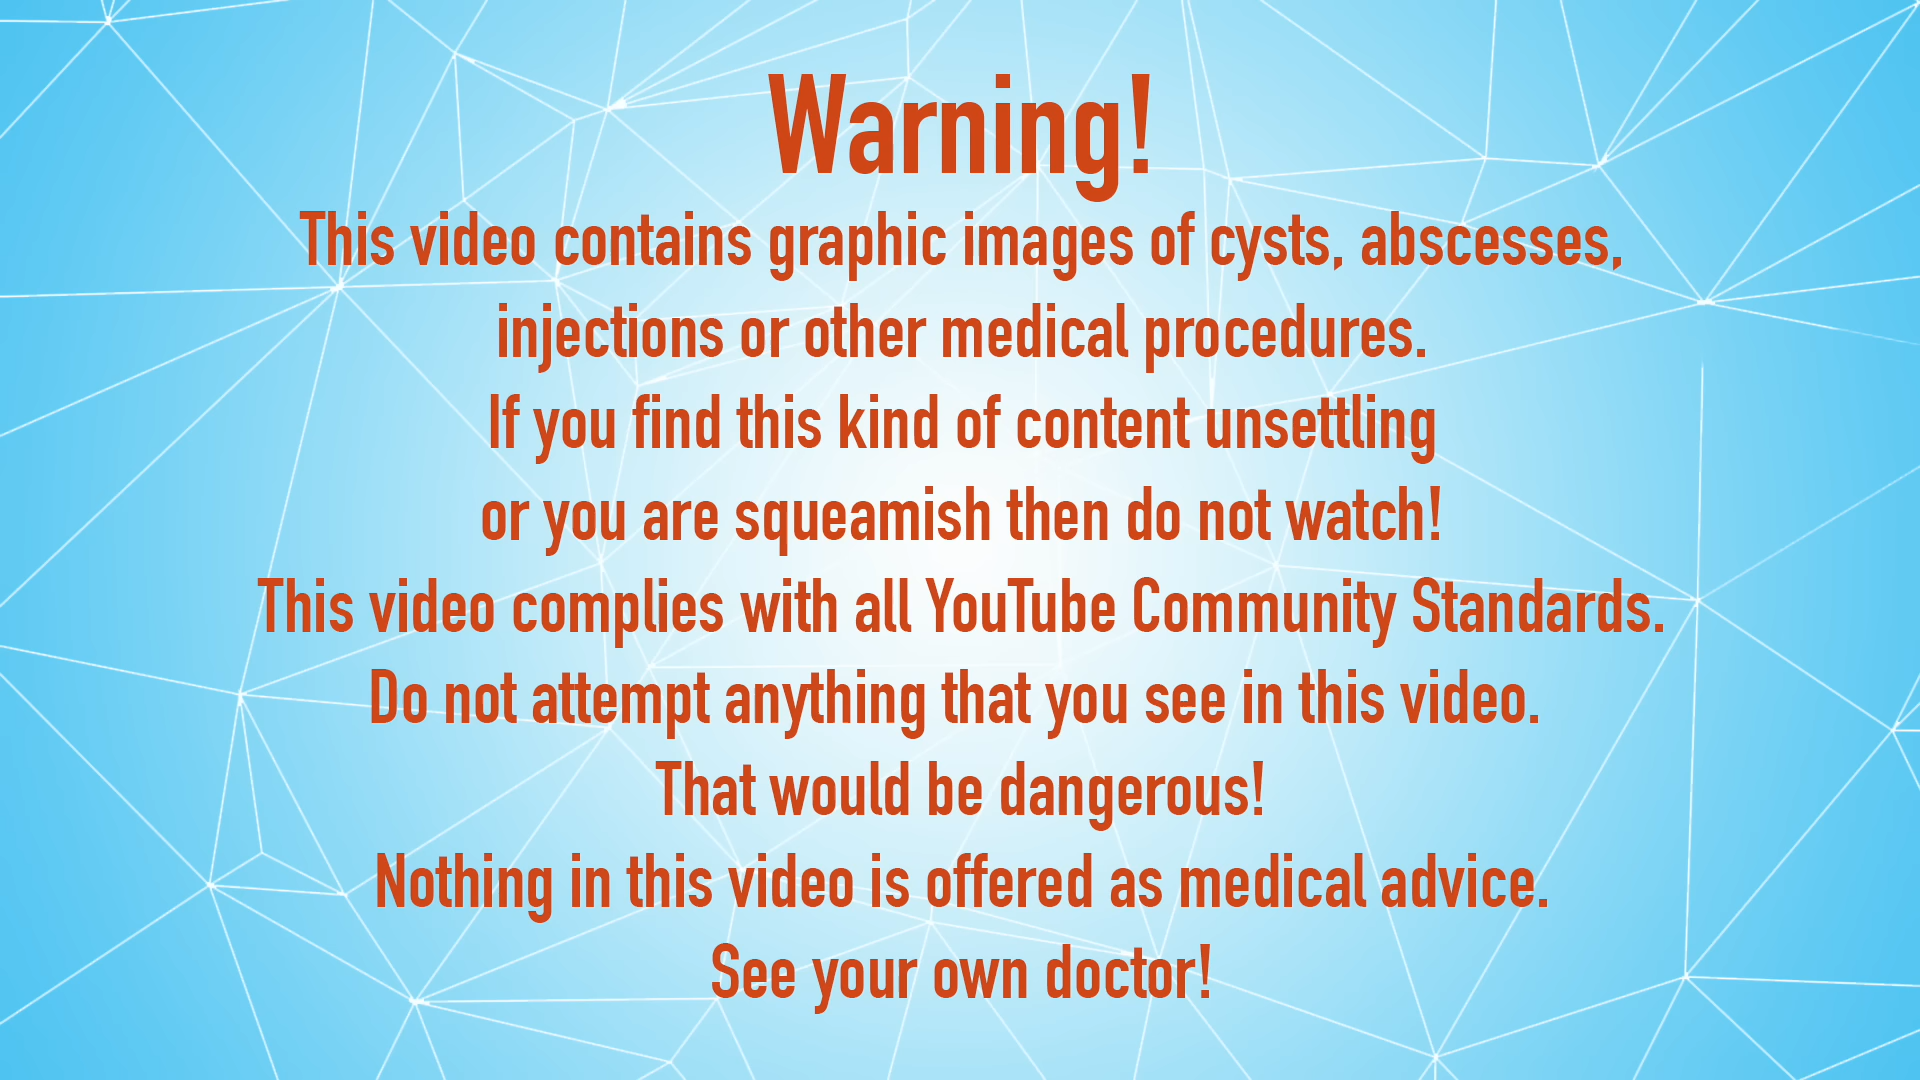 Warning!
This video contains graphic images of cysts, abscesses,
injections or other medical procedures.
If you find this kind of content unsettling
or you are squeamish then do not watch!
This video complies with all YouTube Community Standards.
Do not attempt anything that you see in this video.
That would be dangerous!
Nothing in this video is offered as medical advice.
See your own doctor!